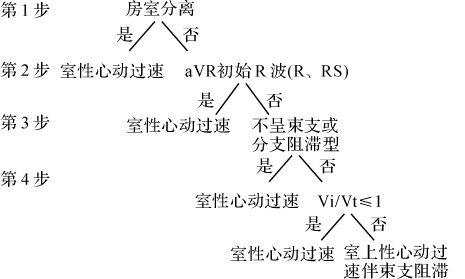 第1步 房室分离
是 否
第2步 室性心动过速 aVR初始R波(R、RS)
是 否
第3步 室性心动过速 不呈束支或
分支阻滞型
是 否
第4步 室性心动过速 Vi/Vt≤1
是 否
室性心动过速 室上性心动过
速伴束支阻滞